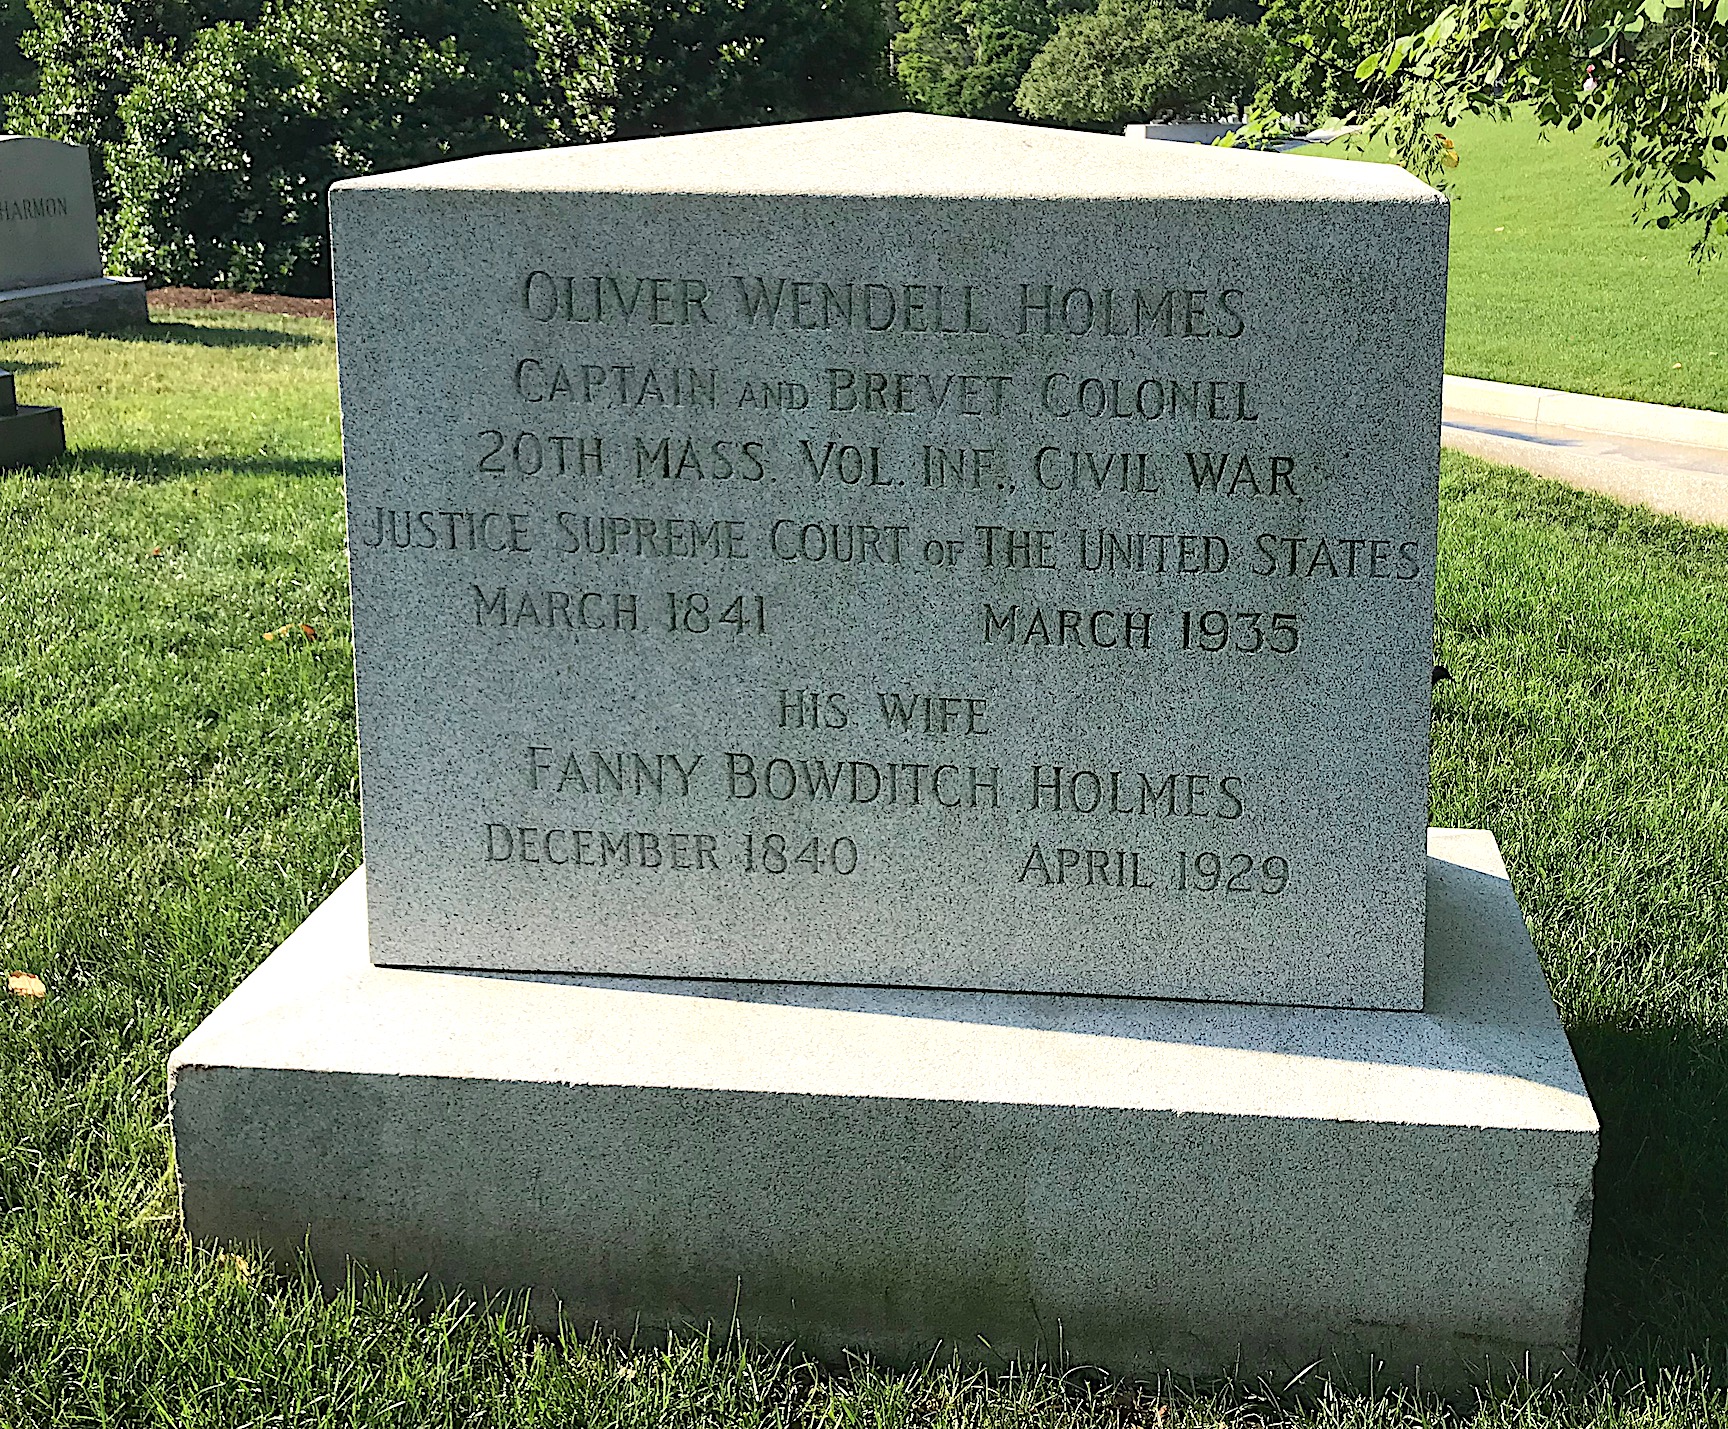 HARMON
OLIVER WENDELL HOLMES
CAPTAIN AND BREVET COLONEL
20TH MASS. VOL. INF., CIVIL WAR
JUSTICE SUPREME COURT OF THE UNITED STATES
MARCH 1841 MARCH 1935
HIS WIFE
FANNY BOWDITCH HOLMES
DECEMBER 1840 APRIL 1929